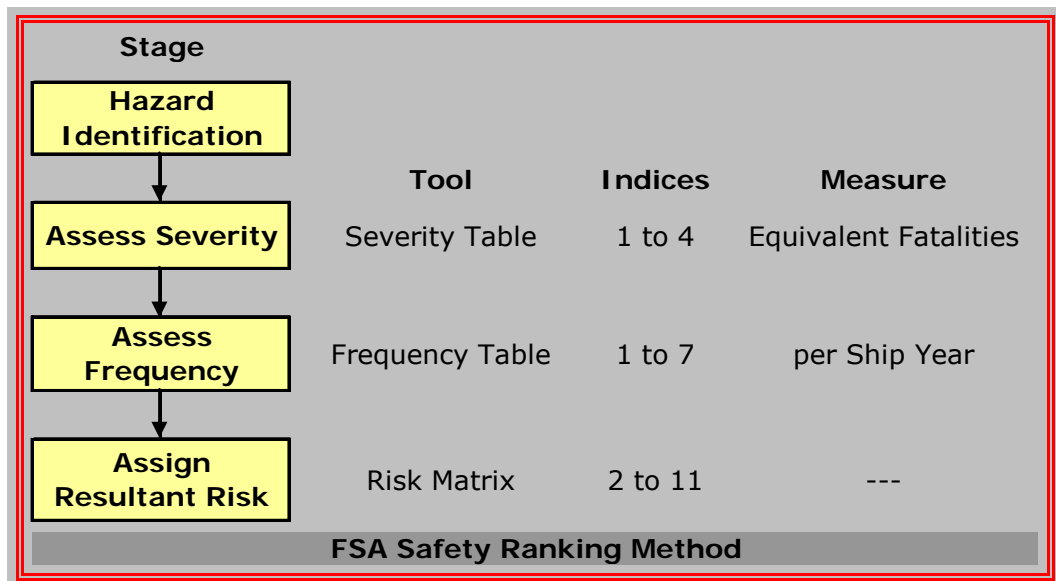 Stage
Hazard
Identification
Tool Indices Measure
Assess Severity Severity Table 1 to 4 Equivalent Fatalities
Assess
Frequency Frequency Table 1 to 7 per Ship Year
Assign
Resultant Risk Risk Matrix 2 to 11 ---
FSA Safety Ranking Method